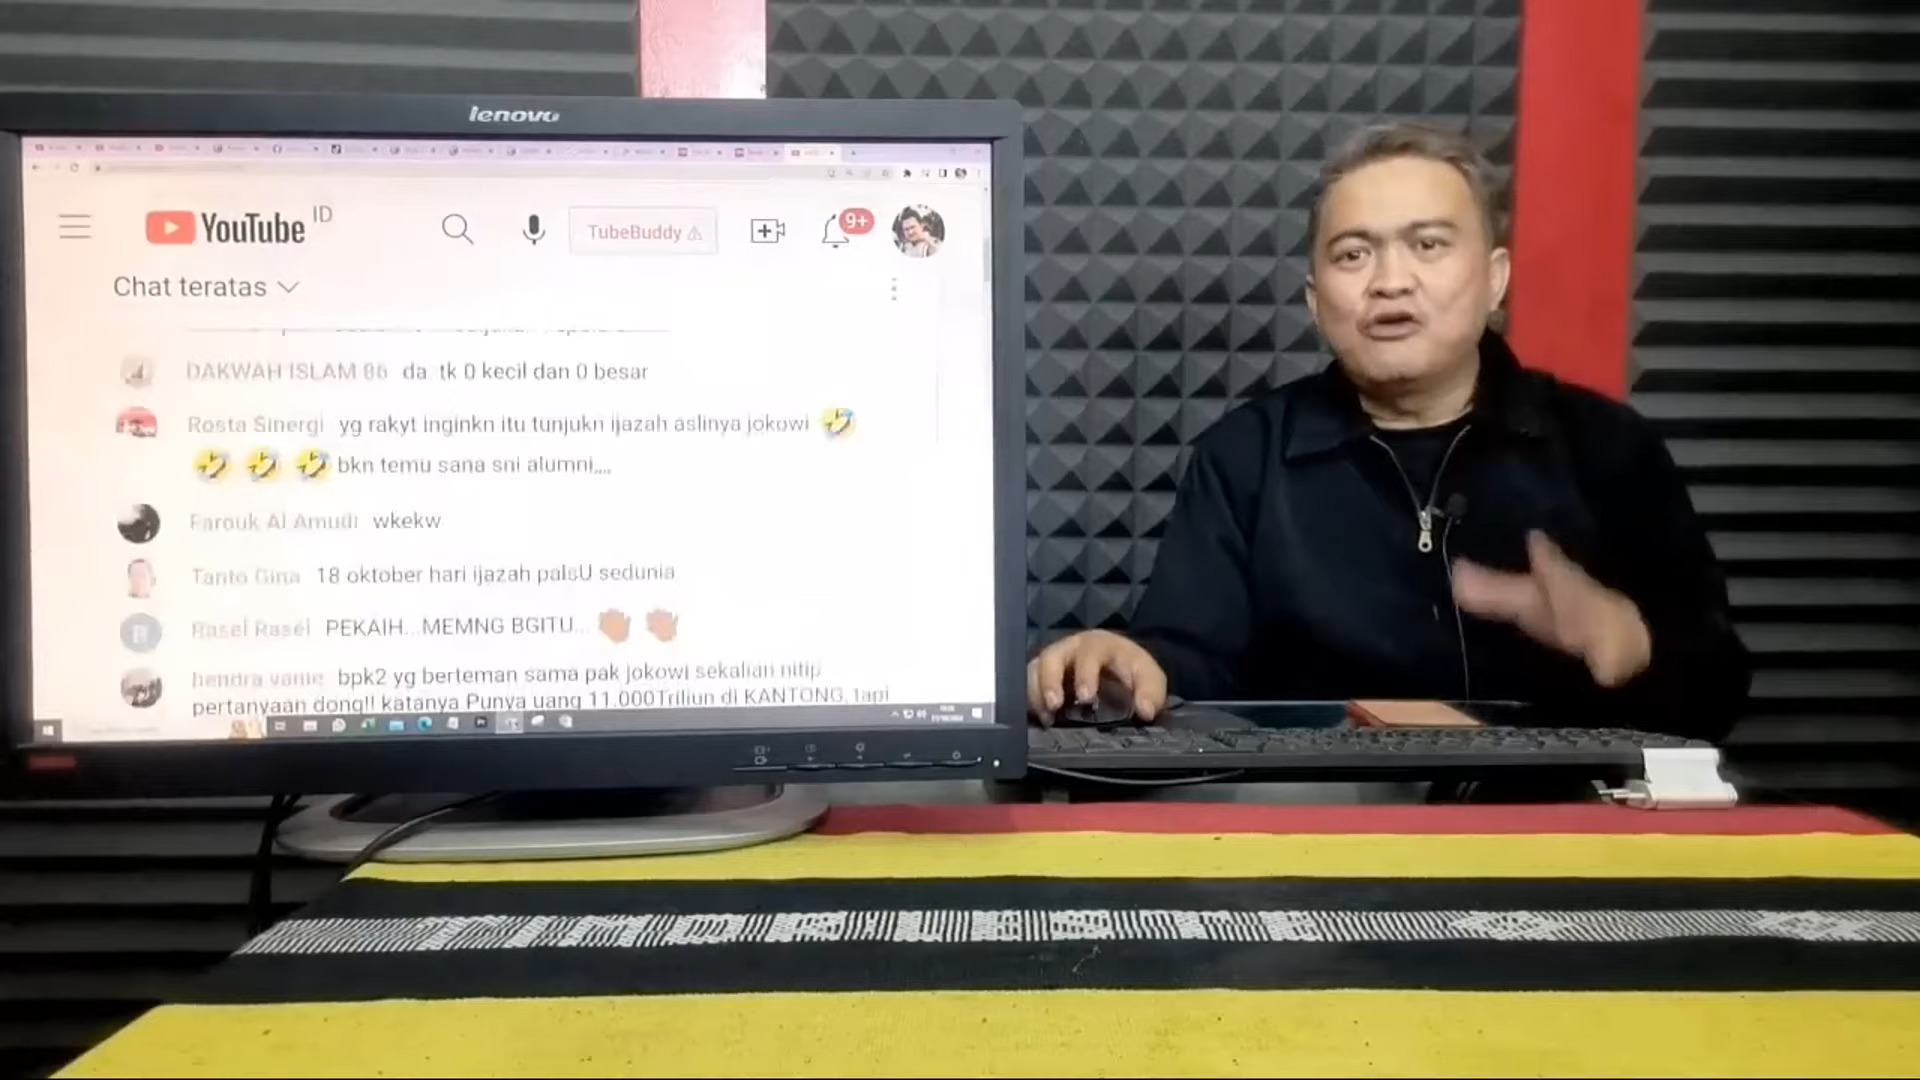 lenovo
YouTube ID
TubeBuddy
9+
Chat teratas
DAKWAH ISLAM 86 da tk 0 kecil dan 0 besar
Rosta Sinergi yg rakyt inginkn itu tunjukn ijazah aslinya jokowi
bkn temu sana sni alumni,,,,
Farouk Al Amudi wkekw
Tanto Gina 18 oktober hari ijazah palsU sedunia
R Rasel Rasel PEKAIH...MEMNG BGITU...
hendra vanie bpk2 yg berteman sama pak jokowi sekalian nitip
pertanyaan dong!! katanya Punya uang 11.000Triliun di KANTONG, tapi